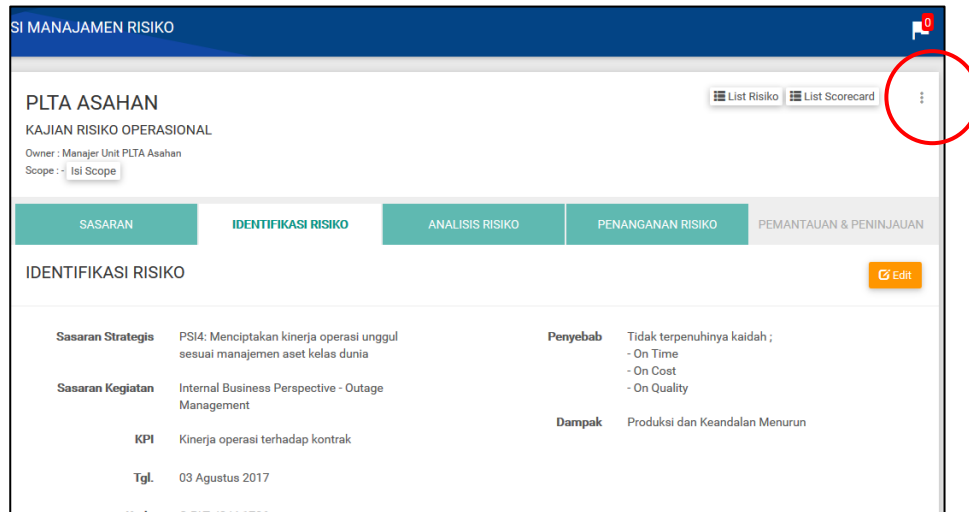 SI MANAJAMEN RISIKO
0
PLTA ASAHAN
List Risiko
List Scorecard
KAJIAN RISIKO OPERASIONAL
Owner : Manajer Unit PLTA Asahan
Scope : - Isi Scope
SASARAN
IDENTIFIKASI RISIKO
ANALISIS RISIKO
PENANGANAN RISIKO
PEMANTAUAN & PENINJAUAN
IDENTIFIKASI RISIKO
Edit
Sasaran Strategis
PSI4: Menciptakan kinerja operasi unggul
sesuai manajemen aset kelas dunia
Sasaran Kegiatan
Internal Business Perspective - Outage
Management
KPI
Kinerja operasi terhadap kontrak
Tgl.
03 Agustus 2017
Penyebab
Tidak terpenuhinya kaidah ;
- On Time
- On Cost
- On Quality
Dampak
Produksi dan Keandalan Menurun